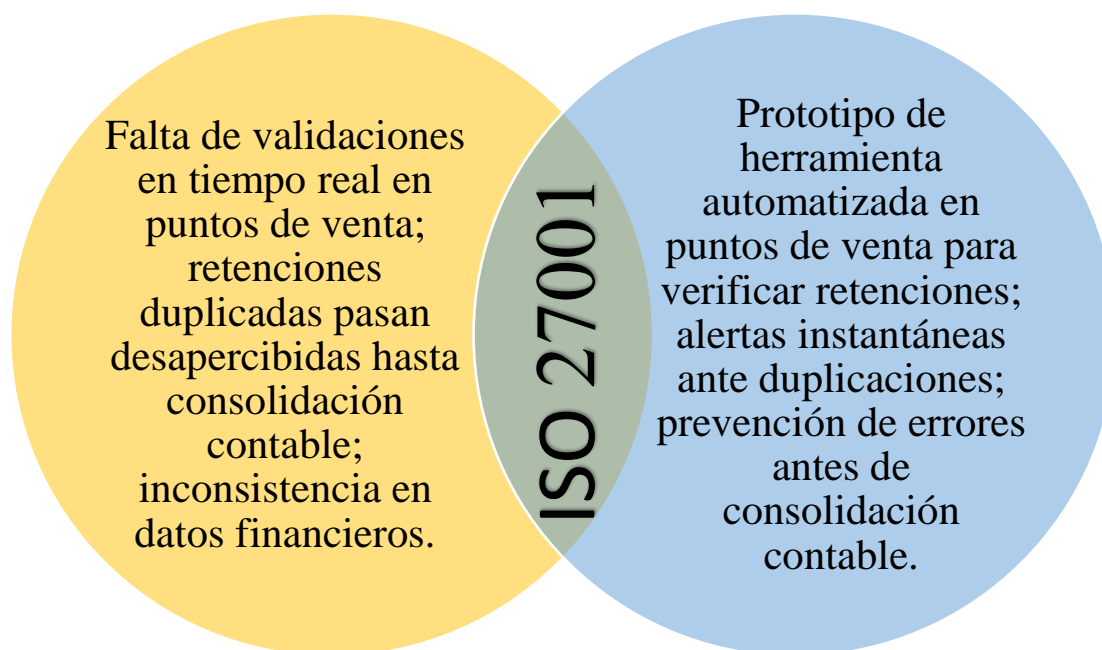 Falta de validaciones
en tiempo real en
puntos de venta;
retenciones
duplicadas pasan
desapercibidas hasta
consolidación
contable;
inconsistencia en
datos financieros.
ISO 27001
Prototipo de
herramienta
automatizada en
puntos de venta para
verificar retenciones;
alertas instantáneas
ante duplicaciones;
prevención de errores
antes de
consolidación
contable.